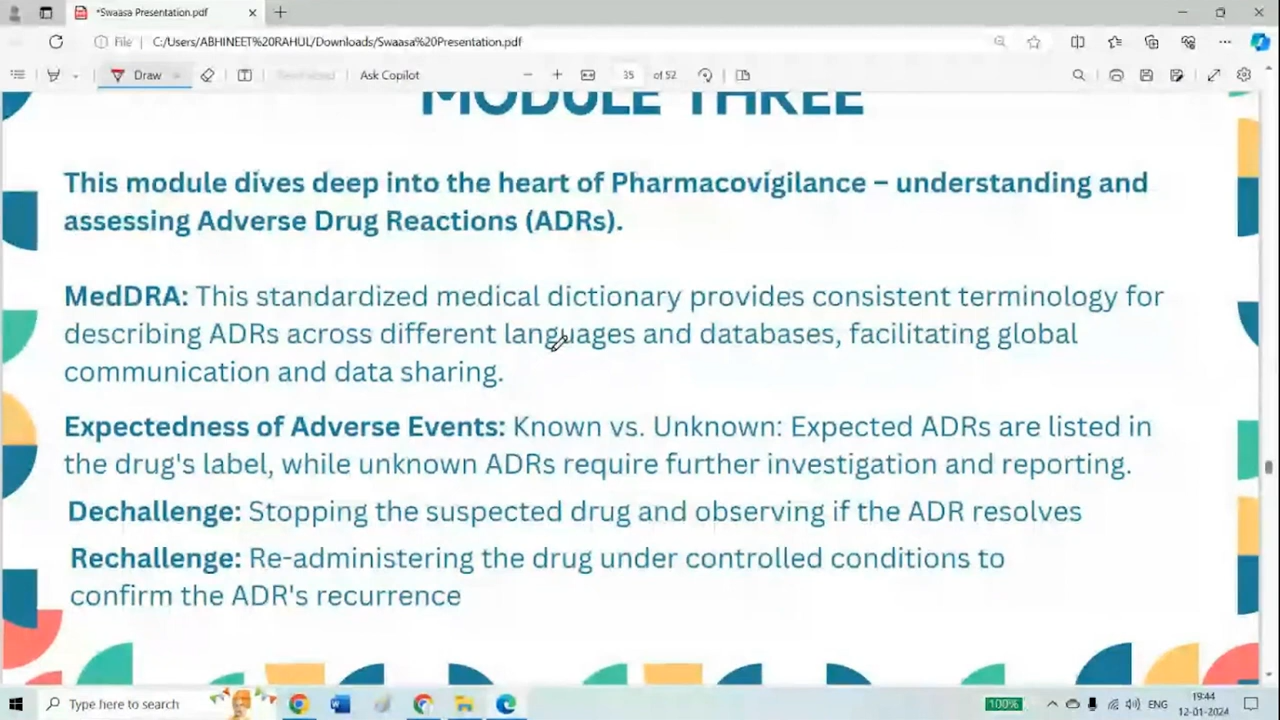 *Swaasa Presentation.pdf
File
C:/Users/ABHINEET%20RAHUL/Downloads/Swaasa%20Presentation.pdf
Draw
Ask Copilot
35 of 52
MODULE THREE
This module dives deep into the heart of Pharmacovigilance – understanding and
assessing Adverse Drug Reactions (ADRs).
MedDRA: This standardized medical dictionary provides consistent terminology for
describing ADRs across different languages and databases, facilitating global
communication and data sharing.
Expectedness of Adverse Events: Known vs. Unknown: Expected ADRs are listed in
the drug's label, while unknown ADRs require further investigation and reporting.
Dechallenge: Stopping the suspected drug and observing if the ADR resolves
Rechallenge: Re-administering the drug under controlled conditions to
confirm the ADR's recurrence
Type here to search
100%
ENG
19:44
12-01-2024